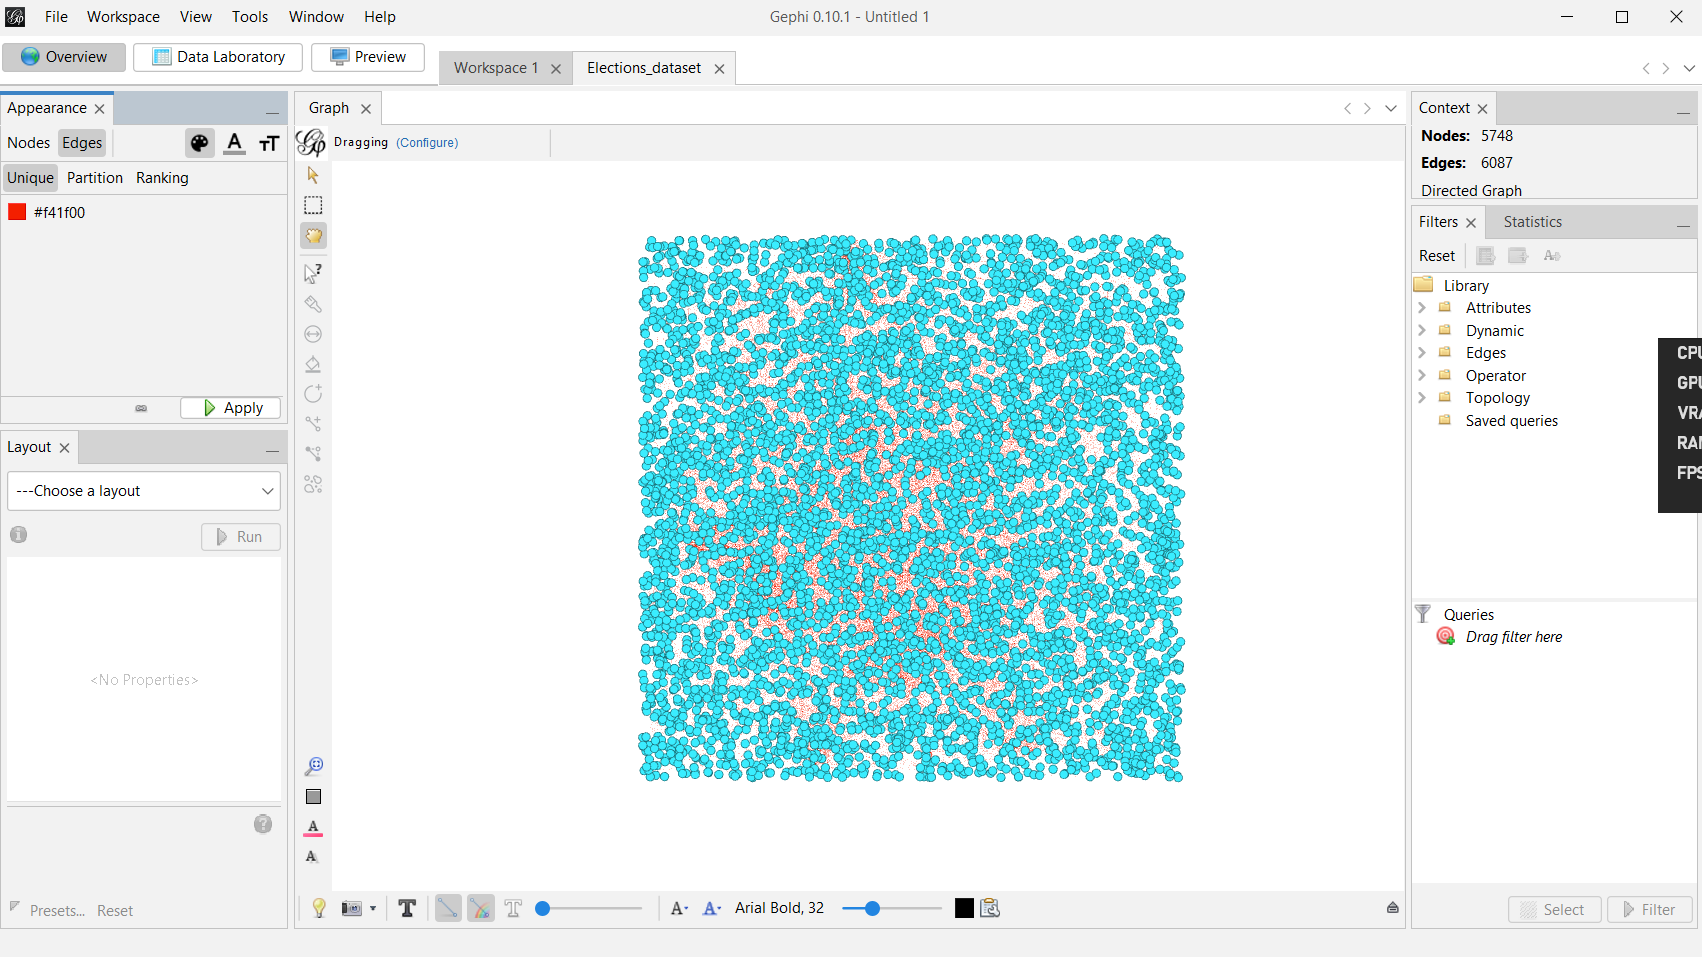 File Workspace View Tools Window Help
Gephi 0.10.1 - Untitled 1
Overview
Data Laboratory
Preview
Workspace 1
Elections_dataset
Appearance
Nodes Edges
Unique Partition Ranking
#f41f00
Apply
Layout
---Choose a layout
Run
<No Properties>
Presets... Reset
Graph
Dragging (Configure)
Arial Bold, 32
Context
Nodes: 5748
Edges: 6087
Directed Graph
Filters Statistics
Reset
Library
Attributes
Dynamic
Edges
Operator
Topology
Saved queries
Queries
Drag filter here
Select
Filter
CPU
GPU
VRA
RAM
FPS